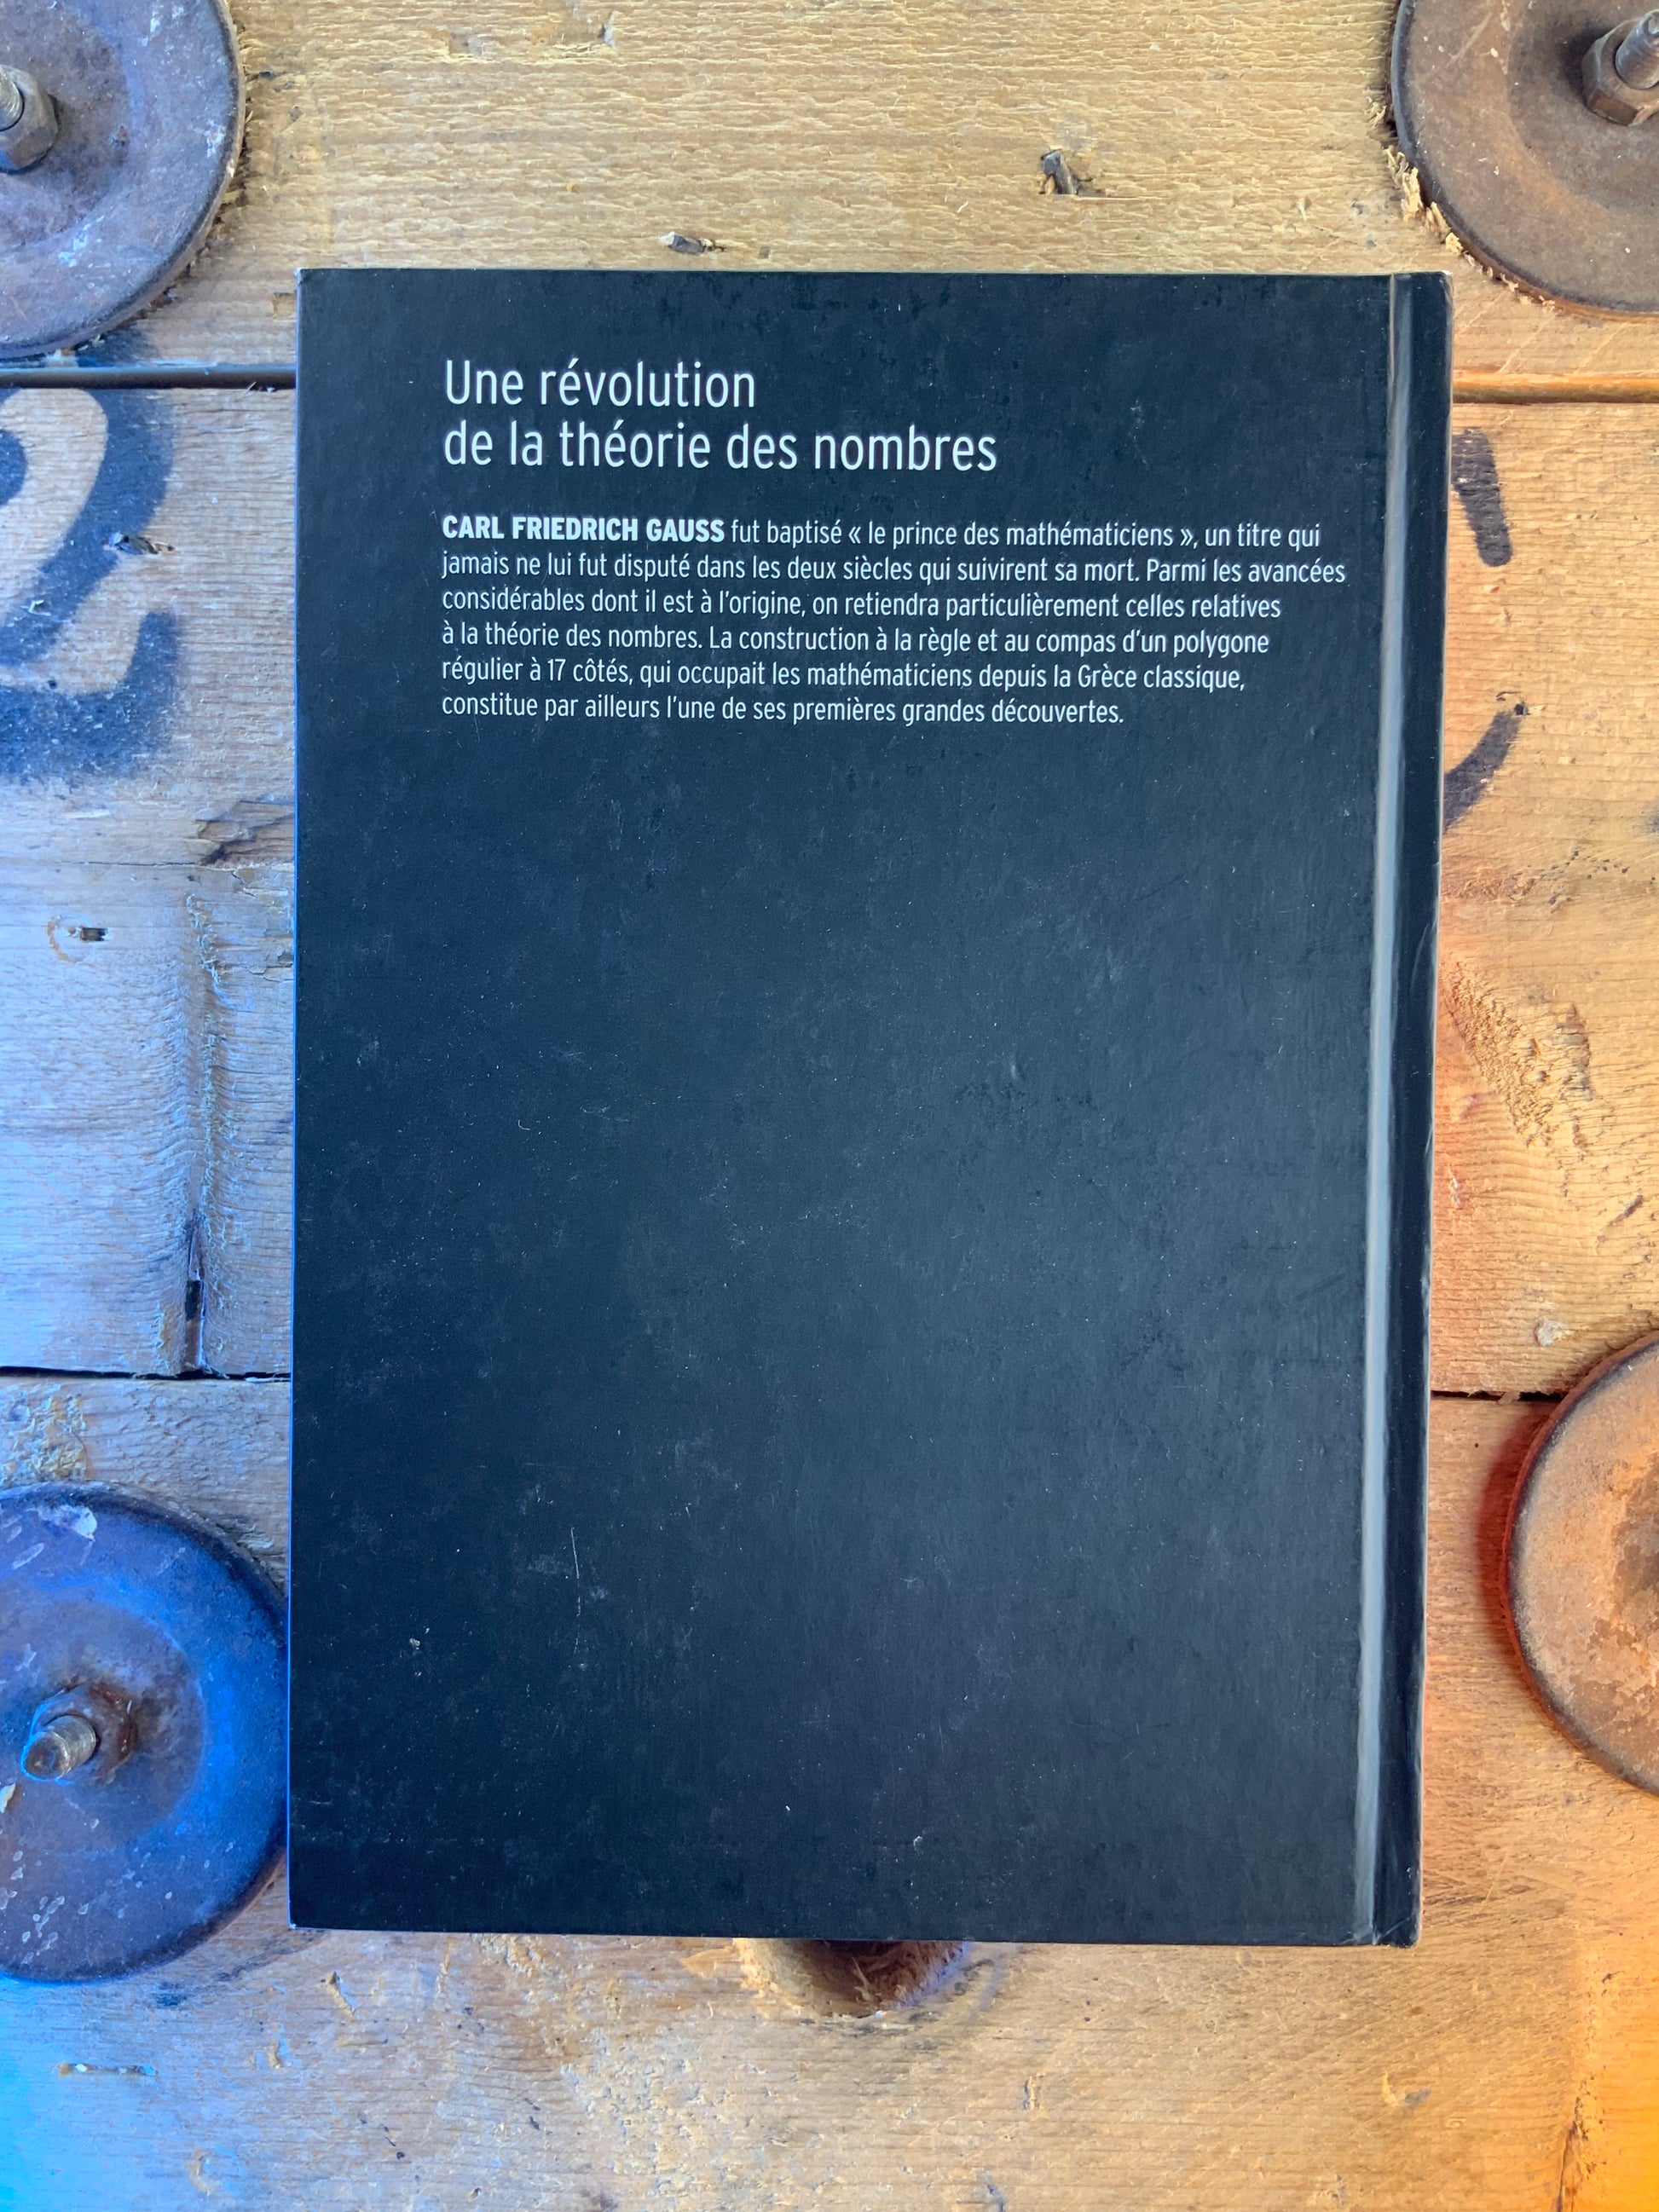 Une révolution
de la théorie des nombres
CARL FRIEDRICH GAUSS fut baptisé « le prince des mathématiciens », un titre qui
jamais ne lui fut disputé dans les deux siècles qui suivirent sa mort. Parmi les avancées
considérables dont il est à l'origine, on retiendra particulièrement celles relatives
à la théorie des nombres. La construction à la règle et au compas d'un polygone
régulier à 17 côtés, qui occupait les mathématiciens depuis la Grèce classique,
constitue par ailleurs l'une de ses premières grandes découvertes.
2